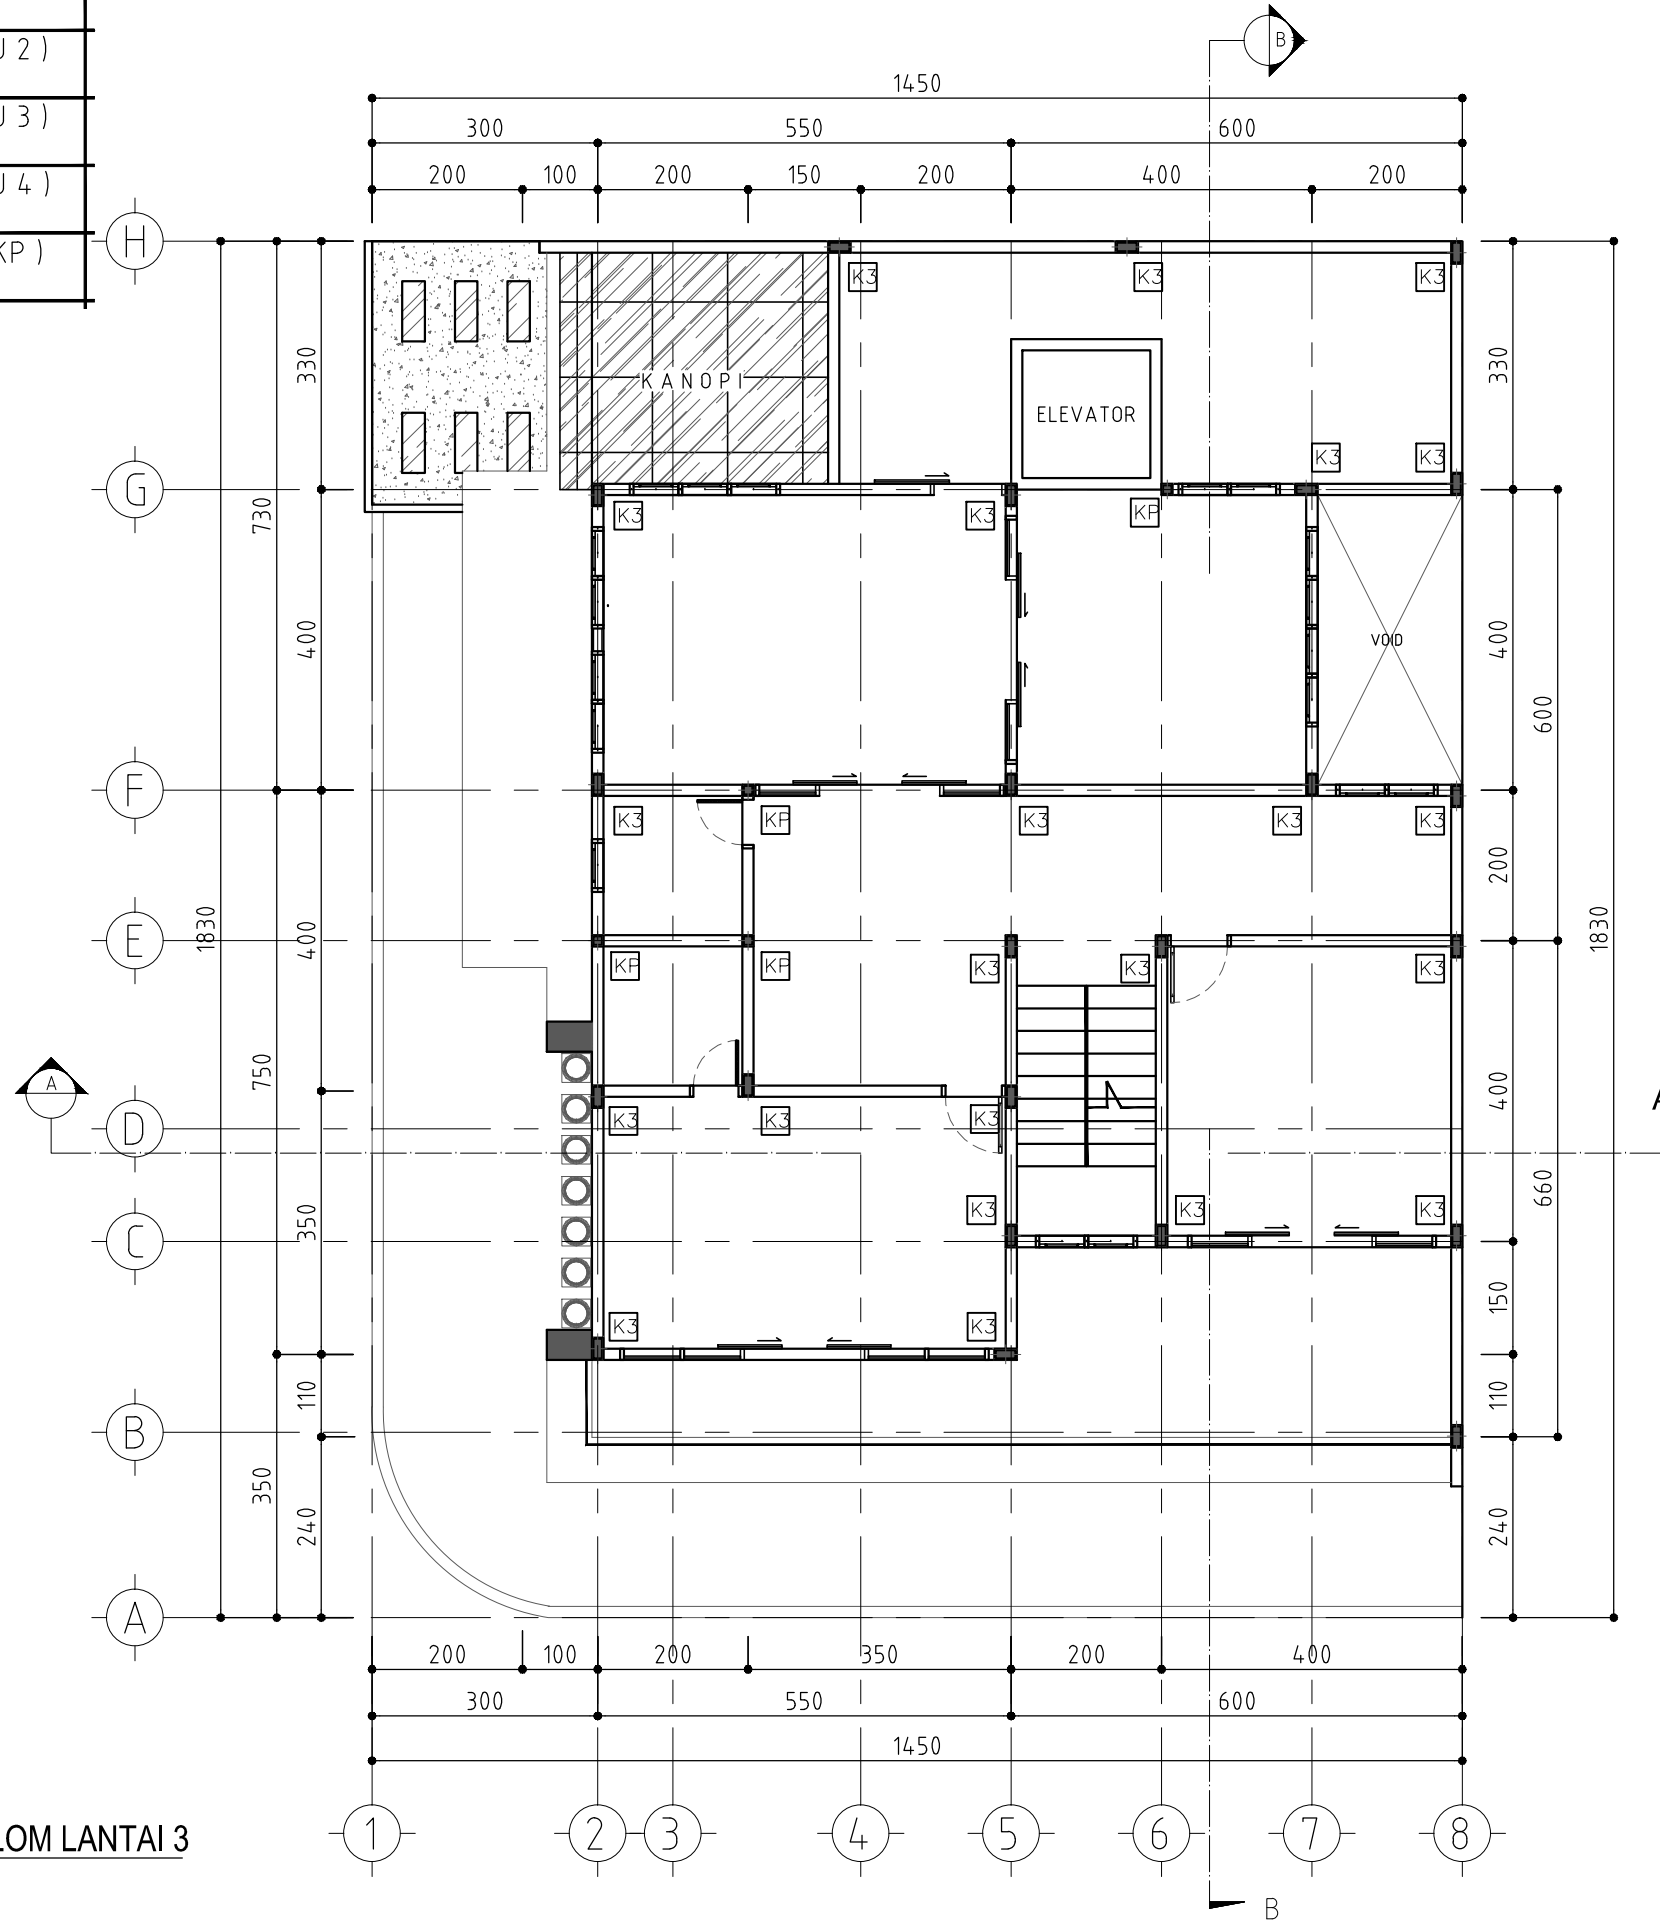 U 2 )
B
1450
U 3 )
300 550 600
U 4 )
200 100 200 150 200 400 200
H
KP )
K3 K3 K3
330 330
KANOPI
ELEVATOR
K3 K3
G
730
K3 K3 KP
400 VOID 400
600
F
K3 KP K3 K3 K3
200
E
1830 400 1830
KP KP K3 K3 K3
750 400
A
A
D
K3 K3 K3
660
350
K3 K3 K3
C
150
K3 K3
110 110
B
350
240 240
A
200 100 200 350 200 400
300 550 600
1450
LOM LANTAI 3
1 2 3 4 5 6 7 8
B